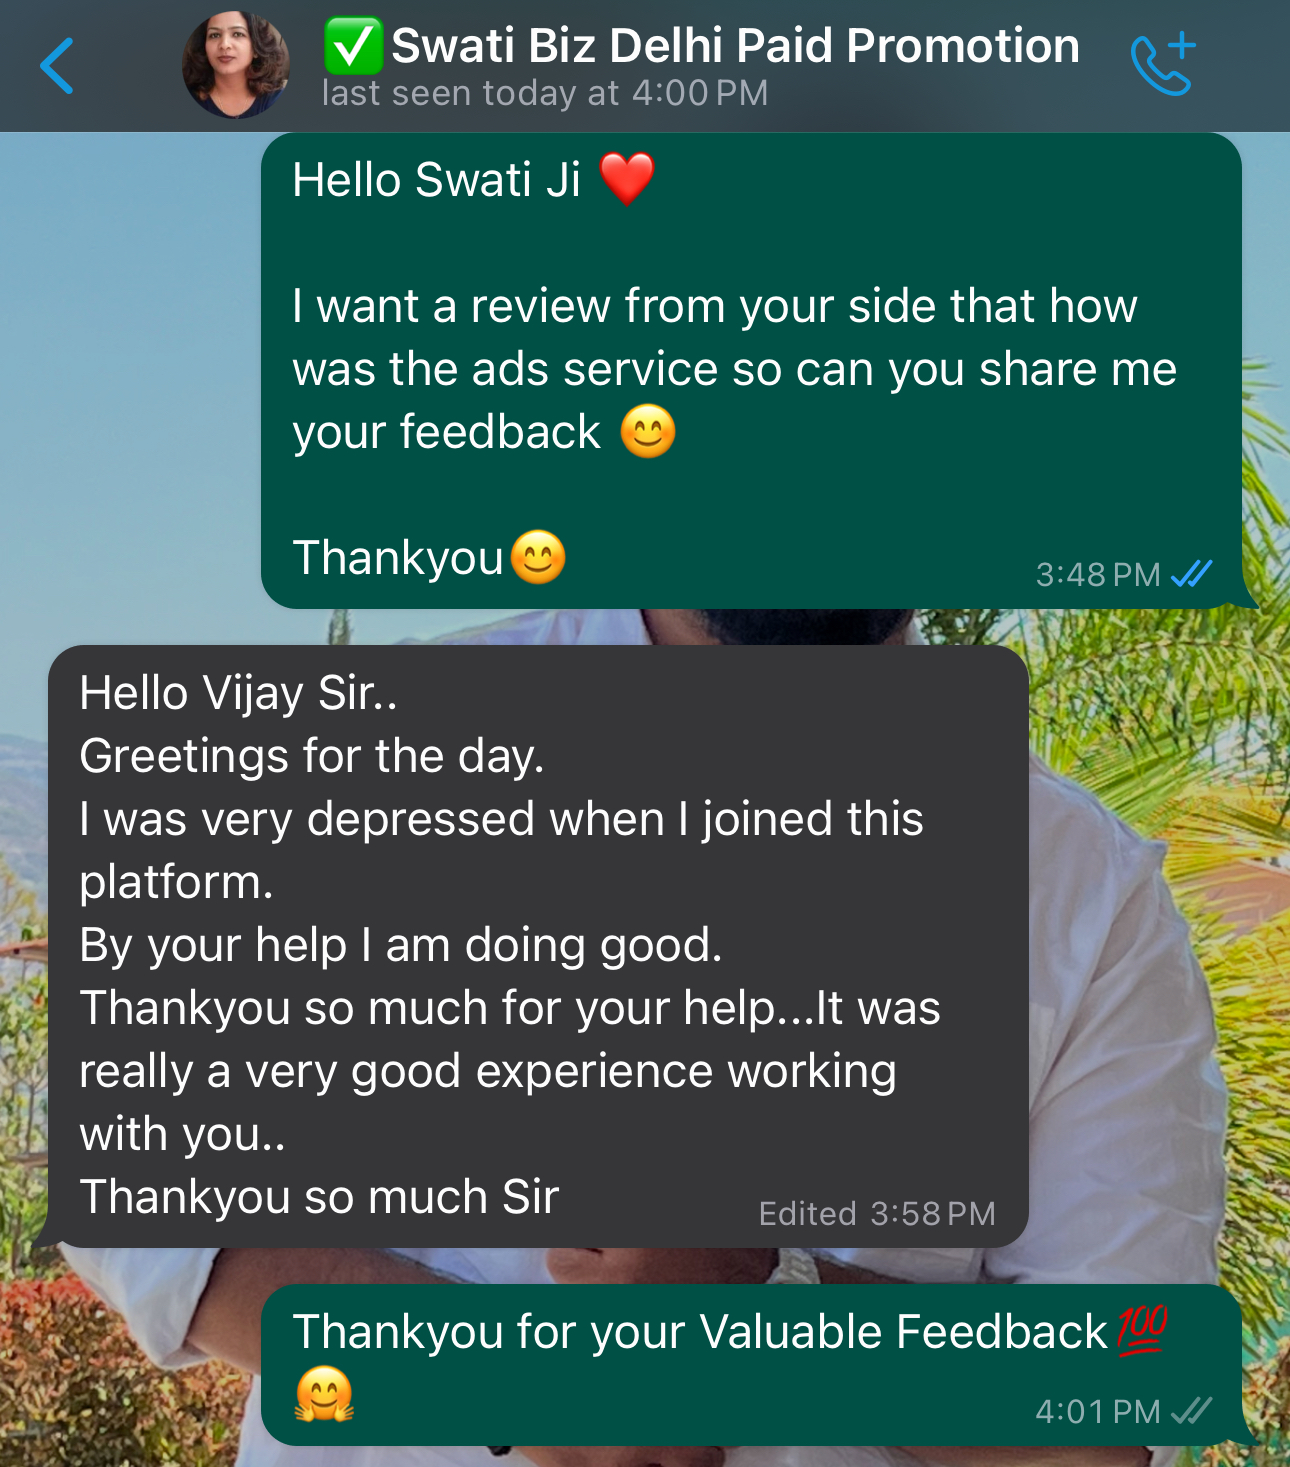 ✅ Swati Biz Delhi Paid Promotion
last seen today at 4:00 PM
Hello Swati Ji ❤️
I want a review from your side that how
was the ads service so can you share me
your feedback 😊
Thankyou😊
3:48 PM
Hello Vijay Sir..
Greetings for the day.
I was very depressed when I joined this
platform.
By your help I am doing good.
Thankyou so much for your help...It was
really a very good experience working
with you..
Thankyou so much Sir
Edited 3:58 PM
Thankyou for your Valuable Feedback💯
🤗
4:01 PM